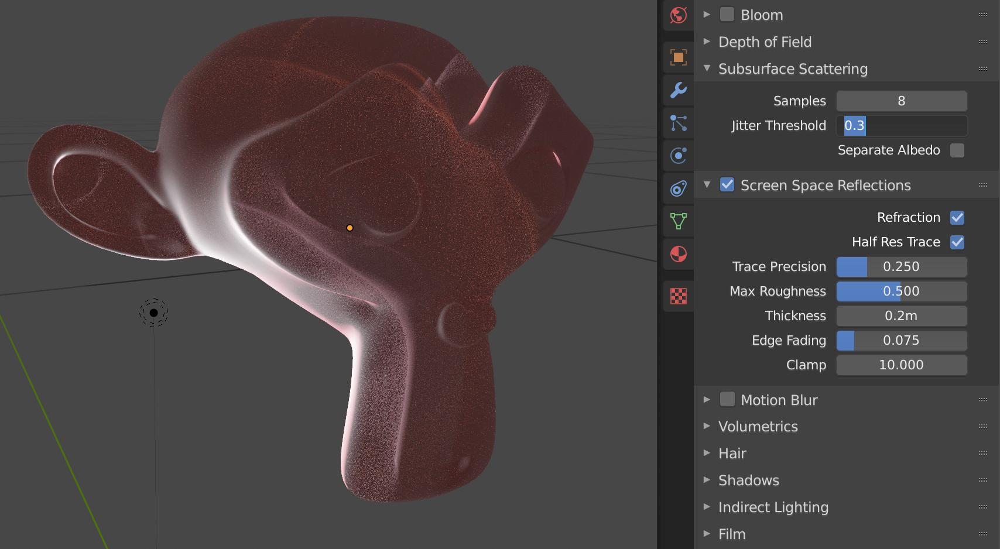 Bloom
Depth of Field
Subsurface Scattering
Samples 8
Jitter Threshold 0.3
Separate Albedo
Screen Space Reflections
Refraction
Half Res Trace
Trace Precision 0.250
Max Roughness 0.500
Thickness 0.2m
Edge Fading 0.075
Clamp 10.000
Motion Blur
Volumetrics
Hair
Shadows
Indirect Lighting
Film